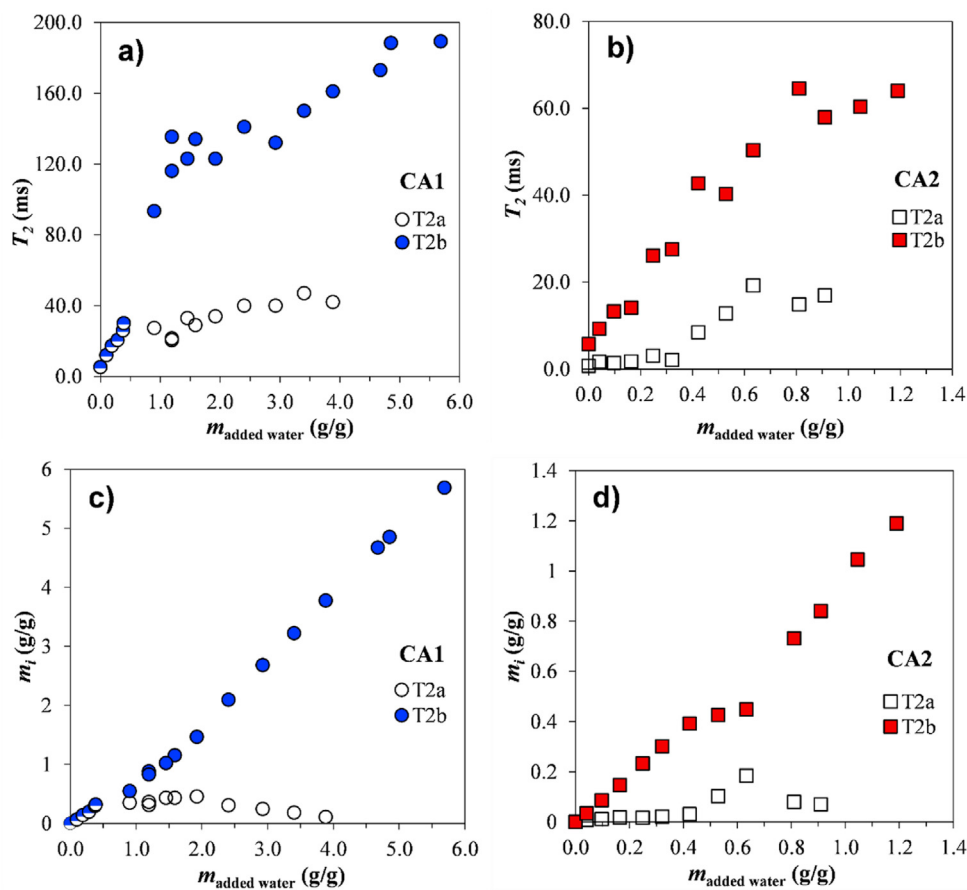 a)
200.0
160.0
120.0
80.0
40.0
0.0
T2 (ms)
CA1
T2a
T2b
0.0 1.0 2.0 3.0 4.0 5.0 6.0
madded water (g/g)
b)
80.0
60.0
40.0
20.0
0.0
T2 (ms)
CA2
T2a
T2b
0.0 0.2 0.4 0.6 0.8 1.0 1.2 1.4
madded water (g/g)
c)
6
5
4
3
2
1
0
mi (g/g)
CA1
T2a
T2b
0.0 1.0 2.0 3.0 4.0 5.0 6.0
madded water (g/g)
d)
1.4
1.2
1
0.8
0.6
0.4
0.2
0
mi (g/g)
CA2
T2a
T2b
0.0 0.2 0.4 0.6 0.8 1.0 1.2 1.4
madded water (g/g)